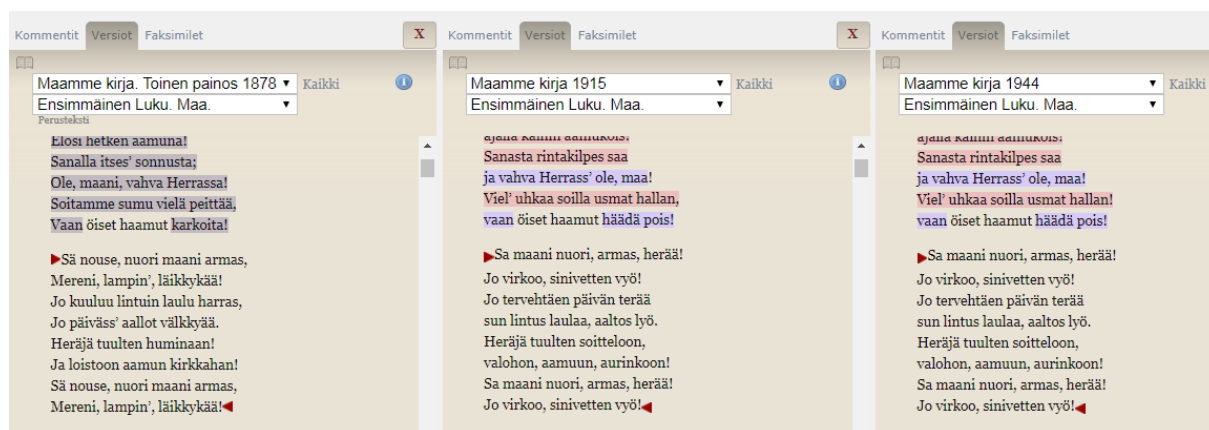 Kommentit Versiot Faksimilet X
Maamme kirja. Toinen painos 1878 Kaikki
Ensimmäinen Luku. Maa.
Perusteksti
Elosi hetken aamuna!
Sanalla itses' sonnusta;
Ole, maani, vahva Herrassa!
Soitamme sumu vielä peittää,
Vaan öiset haamut karkoita!
Sä nouse, nuori maani armas,
Mereni, lampin', läikkykää!
Jo kuuluu lintuin laulu harras,
Jo päiväss' aallot välkkyää.
Heräjä tuulten huminaan!
Ja loistoon aamun kirkkahan!
Sä nouse, nuori maani armas,
Mereni, lampin', läikkykää!
Kommentit Versiot Faksimilet X
Maamme kirja 1915 Kaikki
Ensimmäinen Luku. Maa.
ajalla kaihin aamukois!
Sanasta rintakilpes saa
ja vahva Herrass' ole, maa!
Viel' uhkaa soilla usmat hallan,
vaan öiset haamut häädä pois!
Sa maani nuori, armas, herää!
Jo virkoo, sinivetten vyö!
Jo tervehtäen päivän terää
sun lintus laulaa, aaltos lyö.
Heräjä tuulten soitteloon,
valohon, aamuun, aurinkoon!
Sa maani nuori, armas, herää!
Jo virkoo, sinivetten vyö!
Kommentit Versiot Faksimilet
Maamme kirja 1944 Kaikki
Ensimmäinen Luku. Maa.
ajalla kaihin aamukois!
Sanasta rintakilpes saa
ja vahva Herrass' ole, maa!
Viel' uhkaa soilla usmat hallan!
vaan öiset haamut häädä pois!
Sa maani nuori, armas, herää!
Jo virkoo, sinivetten vyö!
Jo tervehtäen päivän terää
sun lintus laulaa, aaltos lyö.
Heräjä tuulten soitteloon,
valohon, aamuun, aurinkoon!
Sa maani nuori, armas, herää!
Jo virkoo, sinivetten vyö!